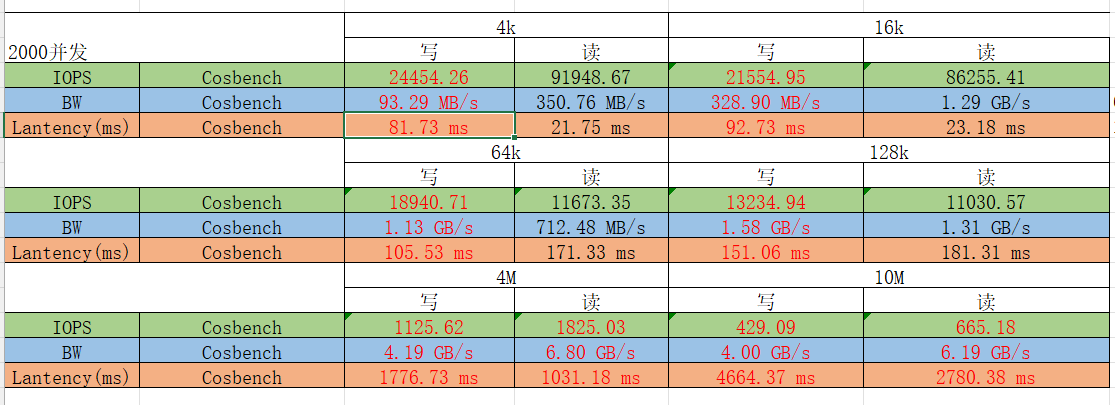 4k 16k
2000并发 写 读 写 读
IOPS Cosbench 24454.26 91948.67 21554.95 86255.41
BW Cosbench 93.29 MB/s 350.76 MB/s 328.90 MB/s 1.29 GB/s
Lantency(ms) Cosbench 81.73 ms 21.75 ms 92.73 ms 23.18 ms
64k 128k
写 读 写 读
IOPS Cosbench 18940.71 11673.35 13234.94 11030.57
BW Cosbench 1.13 GB/s 712.48 MB/s 1.58 GB/s 1.31 GB/s
Lantency(ms) Cosbench 105.53 ms 171.33 ms 151.06 ms 181.31 ms
4M 10M
写 读 写 读
IOPS Cosbench 1125.62 1825.03 429.09 665.18
BW Cosbench 4.19 GB/s 6.80 GB/s 4.00 GB/s 6.19 GB/s
Lantency(ms) Cosbench 1776.73 ms 1031.18 ms 4664.37 ms 2780.38 ms